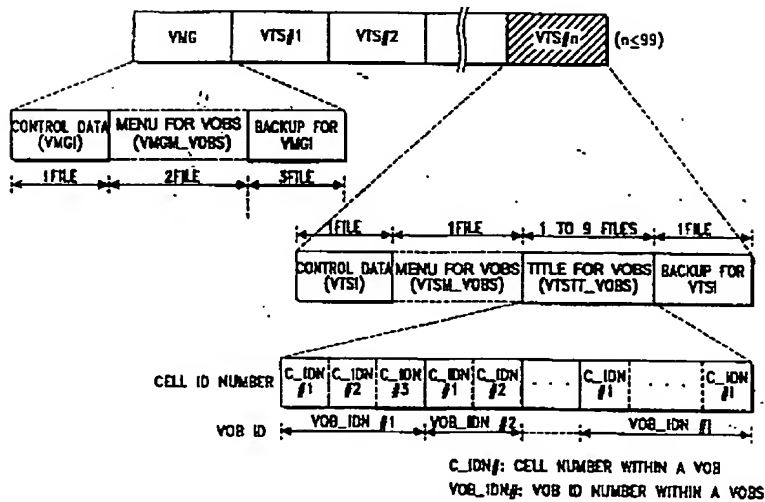 VMG VTS#1 VTS#2 VTS#n (n≤99)
CONTROL DATA (VMGI) MENU FOR VOBS (VMGM_VOBS) BACKUP FOR VMGI
1FILE 2FILE 3FILE
1FILE 1FILE 1 TO 9 FILES 1FILE
CONTROL DATA (VTSI) MENU FOR VOBS (VTSM_VOBS) TITLE FOR VOBS (VTSTT_VOBS) BACKUP FOR VTSI
CELL ID NUMBER C_IDN #1 C_IDN #2 C_IDN #3 C_IDN #1 C_IDN #2 . . . . C_IDN #1 . . . . C_IDN #I
VOB ID VOB_IDN #1 VOB_IDN #2 VOB_IDN #I
C_IDN#: CELL NUMBER WITHIN A VOB
VOB_IDN#: VOB ID NUMBER WITHIN A VOBS